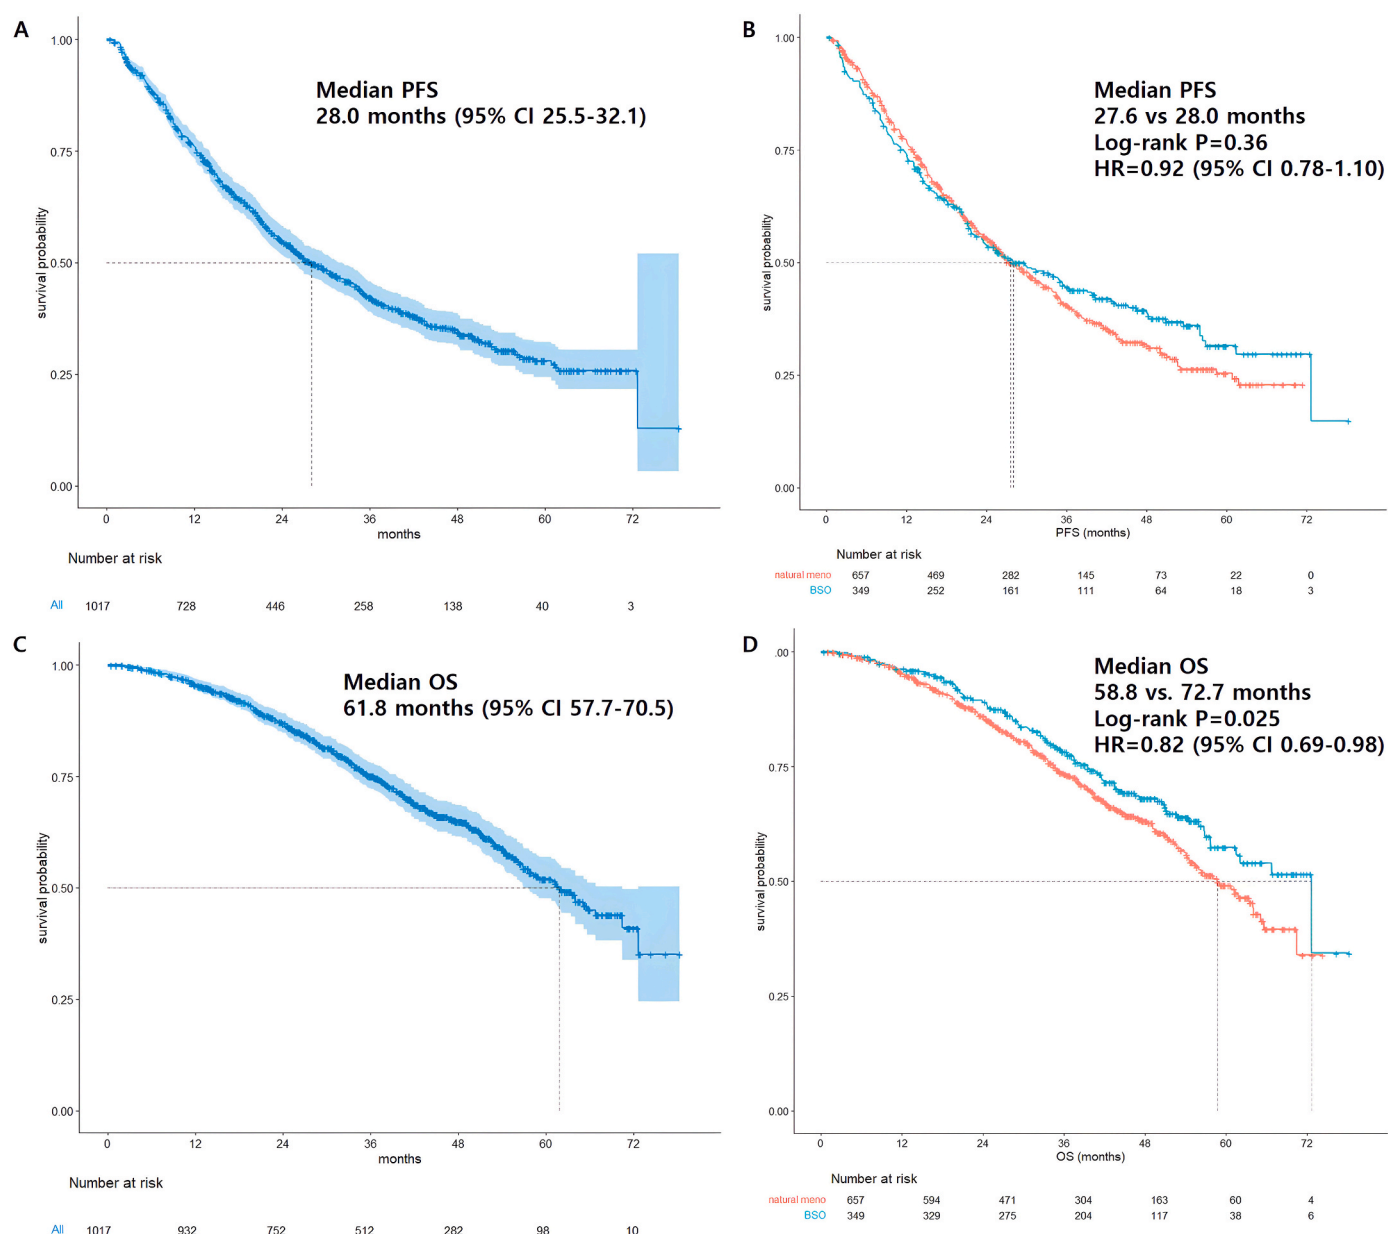 A
1.00
0.75
0.50
0.25
0.00
survival probability
Median PFS
28.0 months (95% CI 25.5-32.1)
0 12 24 36 48 60 72
months
Number at risk
All 1017 728 446 258 138 40 3
B
1.00
0.75
0.50
0.25
0.00
survival probability
Median PFS
27.6 vs 28.0 months
Log-rank P=0.36
HR=0.92 (95% CI 0.78-1.10)
0 12 24 36 48 60 72
PFS (months)
Number at risk
natural meno 657 469 282 145 73 22 0
BSO 349 252 161 111 64 18 3
C
1.00
0.75
0.50
0.25
0.00
survival probability
Median OS
61.8 months (95% CI 57.7-70.5)
0 12 24 36 48 60 72
months
Number at risk
All 1017 932 752 512 282 98 10
D
.00
0.75
0.50
0.25
0.00
survival probability
Median OS
58.8 vs. 72.7 months
Log-rank P=0.025
HR=0.82 (95% CI 0.69-0.98)
0 12 24 36 48 60 72
OS (months)
Number at risk
natural meno 657 594 471 304 163 60 4
BSO 349 329 275 204 117 38 6